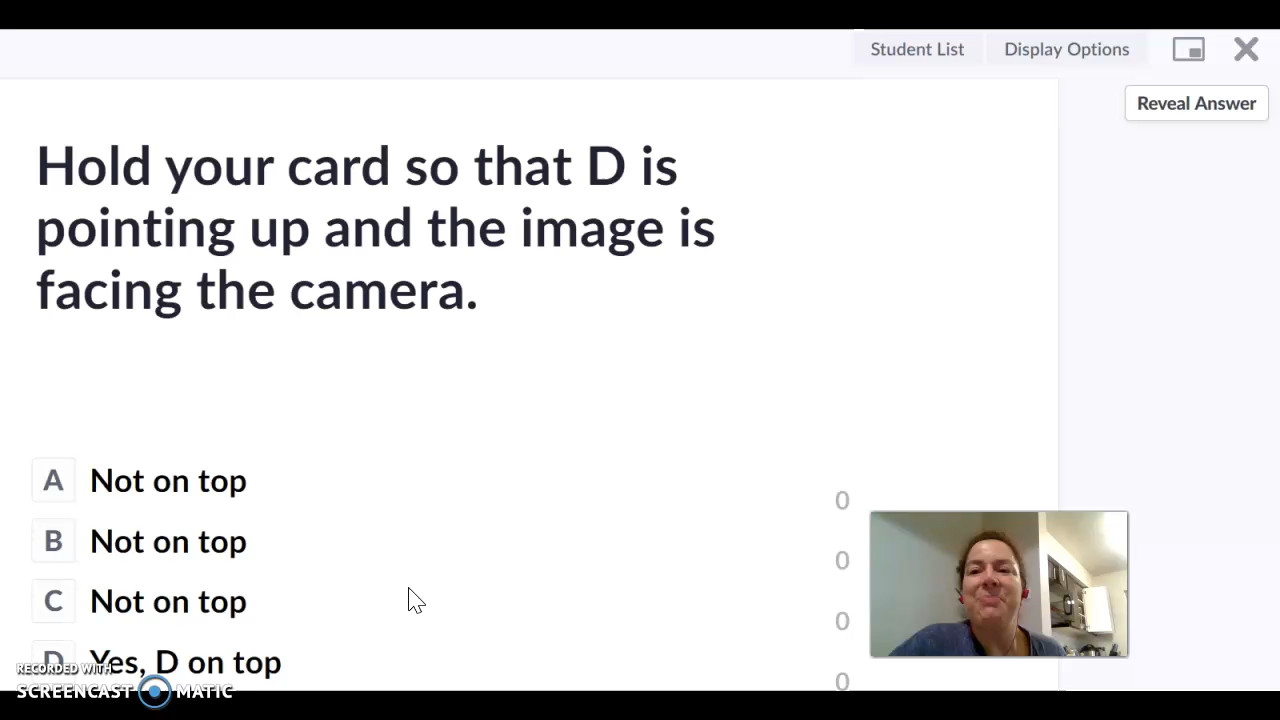 Student List
Display Options
Reveal Answer
Hold your card so that D is
pointing up and the image is
facing the camera.
A Not on top
0
B Not on top
0
C Not on top
0
D Yes, D on top
0
RECORDED WITH
SCREENCAST MATIC